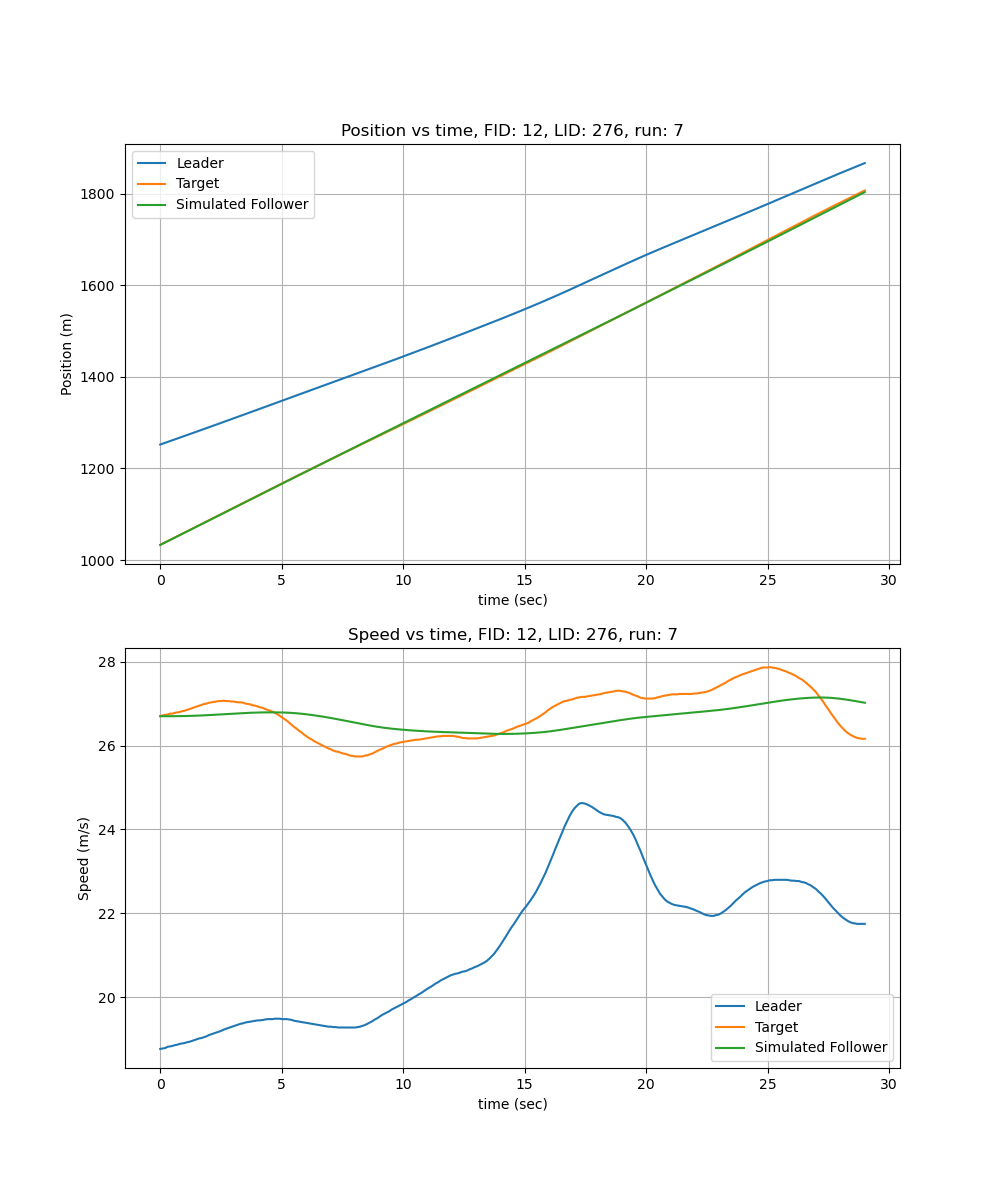 Position vs time, FID: 12, LID: 276, run: 7
Leader
Target
Simulated Follower
Position (m)
1800
1600
1400
1200
1000
0 5 10 15 20 25 30
time (sec)
Speed vs time, FID: 12, LID: 276, run: 7
Speed (m/s)
28
26
24
22
20
Leader
Target
Simulated Follower
0 5 10 15 20 25 30
time (sec)